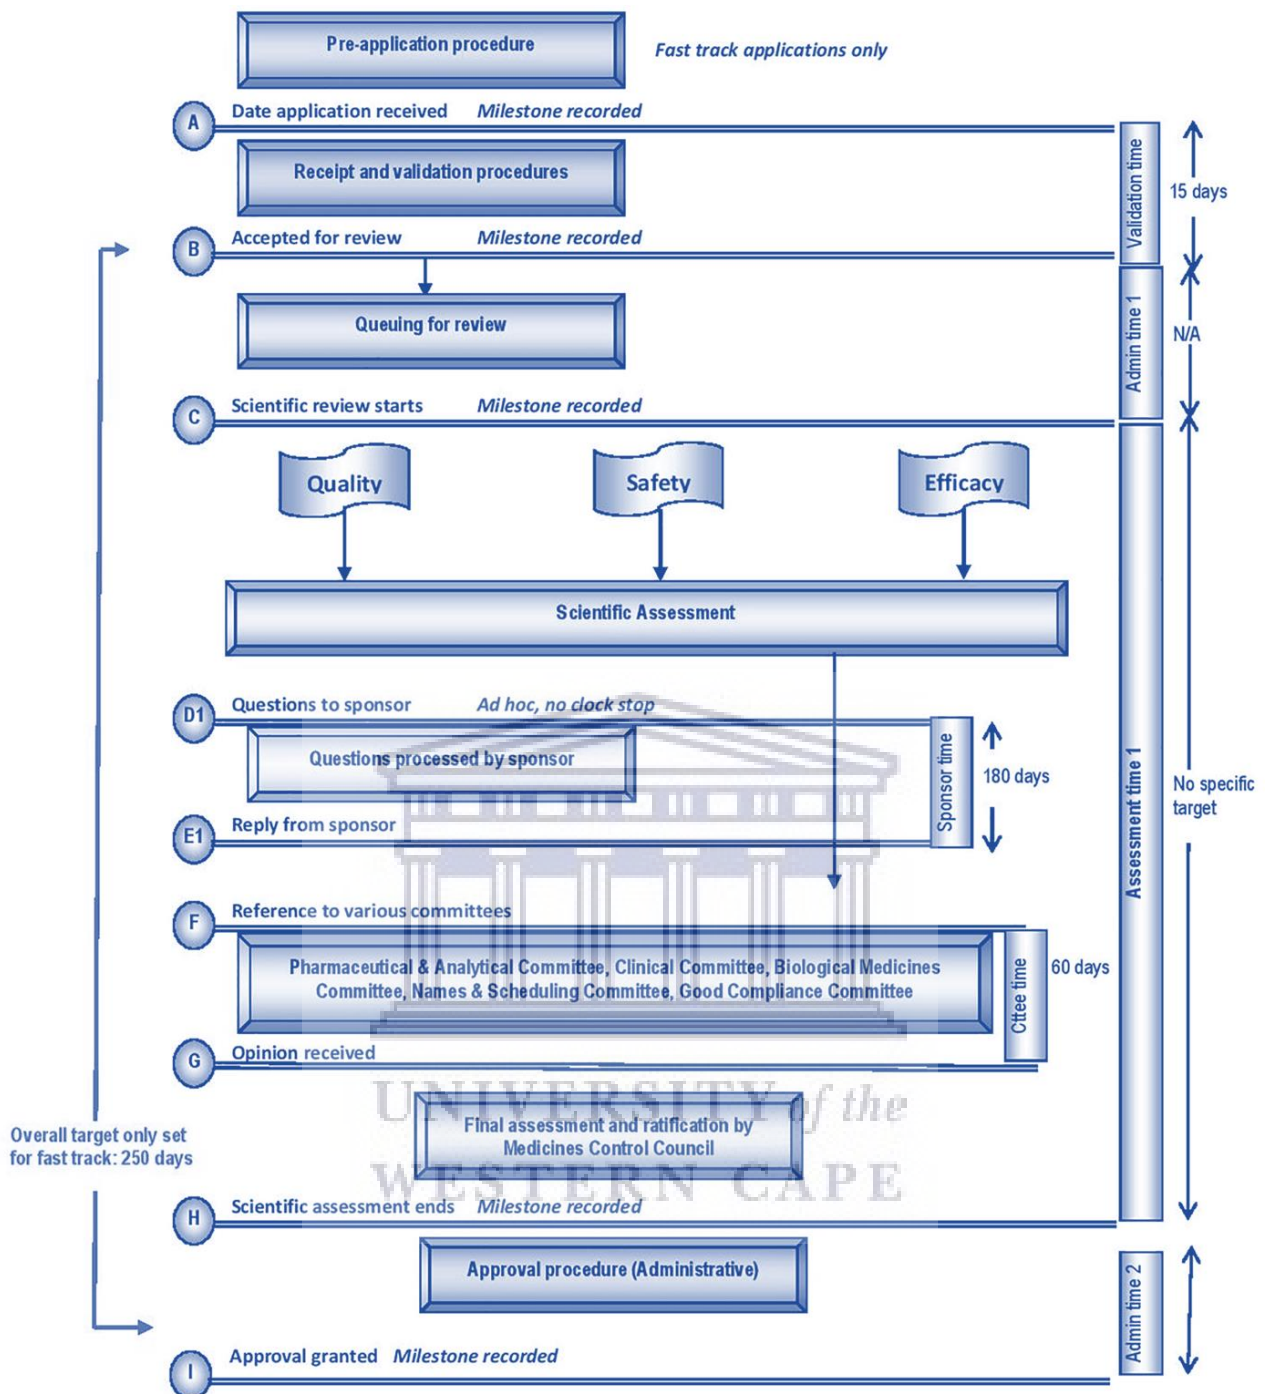 Pre-application procedure
Fast track applications only
A
Date application received Milestone recorded
Receipt and validation procedures
Validation time
15 days
B
Accepted for review Milestone recorded
Queuing for review
Admin time 1
N/A
C
Scientific review starts Milestone recorded
Quality
Safety
Efficacy
Scientific Assessment
D1
Questions to sponsor Ad hoc, no clock stop
Questions processed by sponsor
Sponsor time
180 days
E1
Reply from sponsor
Assessment time 1
No specific
target
F
Reference to various committees
Pharmaceutical & Analytical Committee, Clinical Committee, Biological Medicines
Committee, Names & Scheduling Committee, Good Compliance Committee
Cttee time
60 days
G
Opinion received
UNIVERSITY of the
Final assessment and ratification by
Medicines Control Council
WESTERN CAPE
Overall target only set
for fast track: 250 days
H
Scientific assessment ends Milestone recorded
Approval procedure (Administrative)
Admin time 2
I
Approval granted Milestone recorded